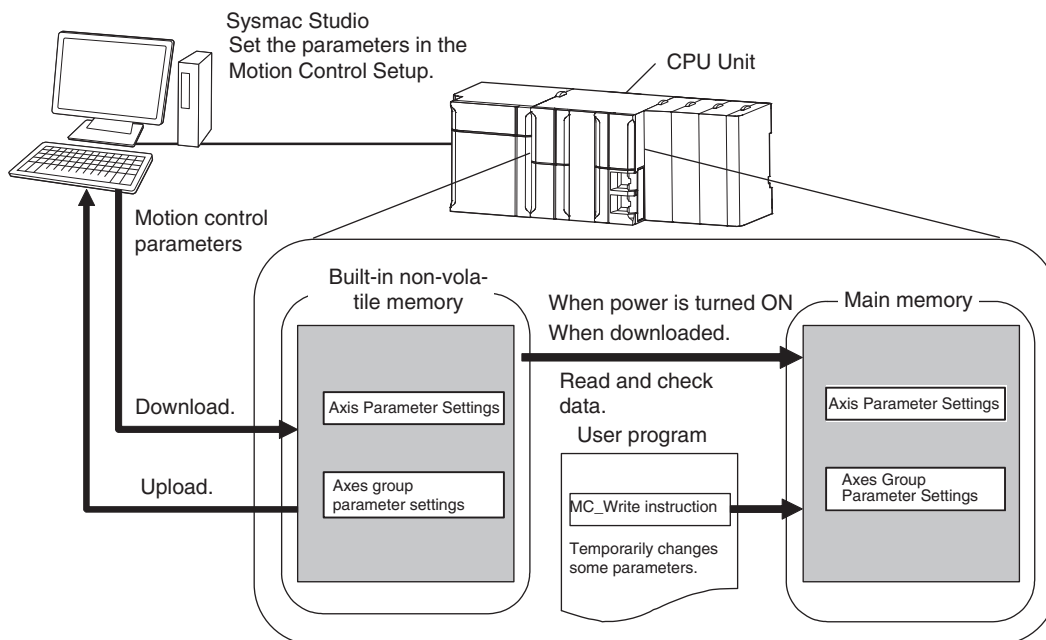 Sysmac Studio
Set the parameters in the
Motion Control Setup.
CPU Unit
Motion control
parameters
Built-in non-vola-
tile memory
When power is turned ON
When downloaded.
Main memory
Read and check
data.
Axis Parameter Settings
Axis Parameter Settings
Download.
User program
Upload.
Axes group
parameter settings
MC_Write instruction
Axes Group
Parameter Settings
Temporarily changes
some parameters.